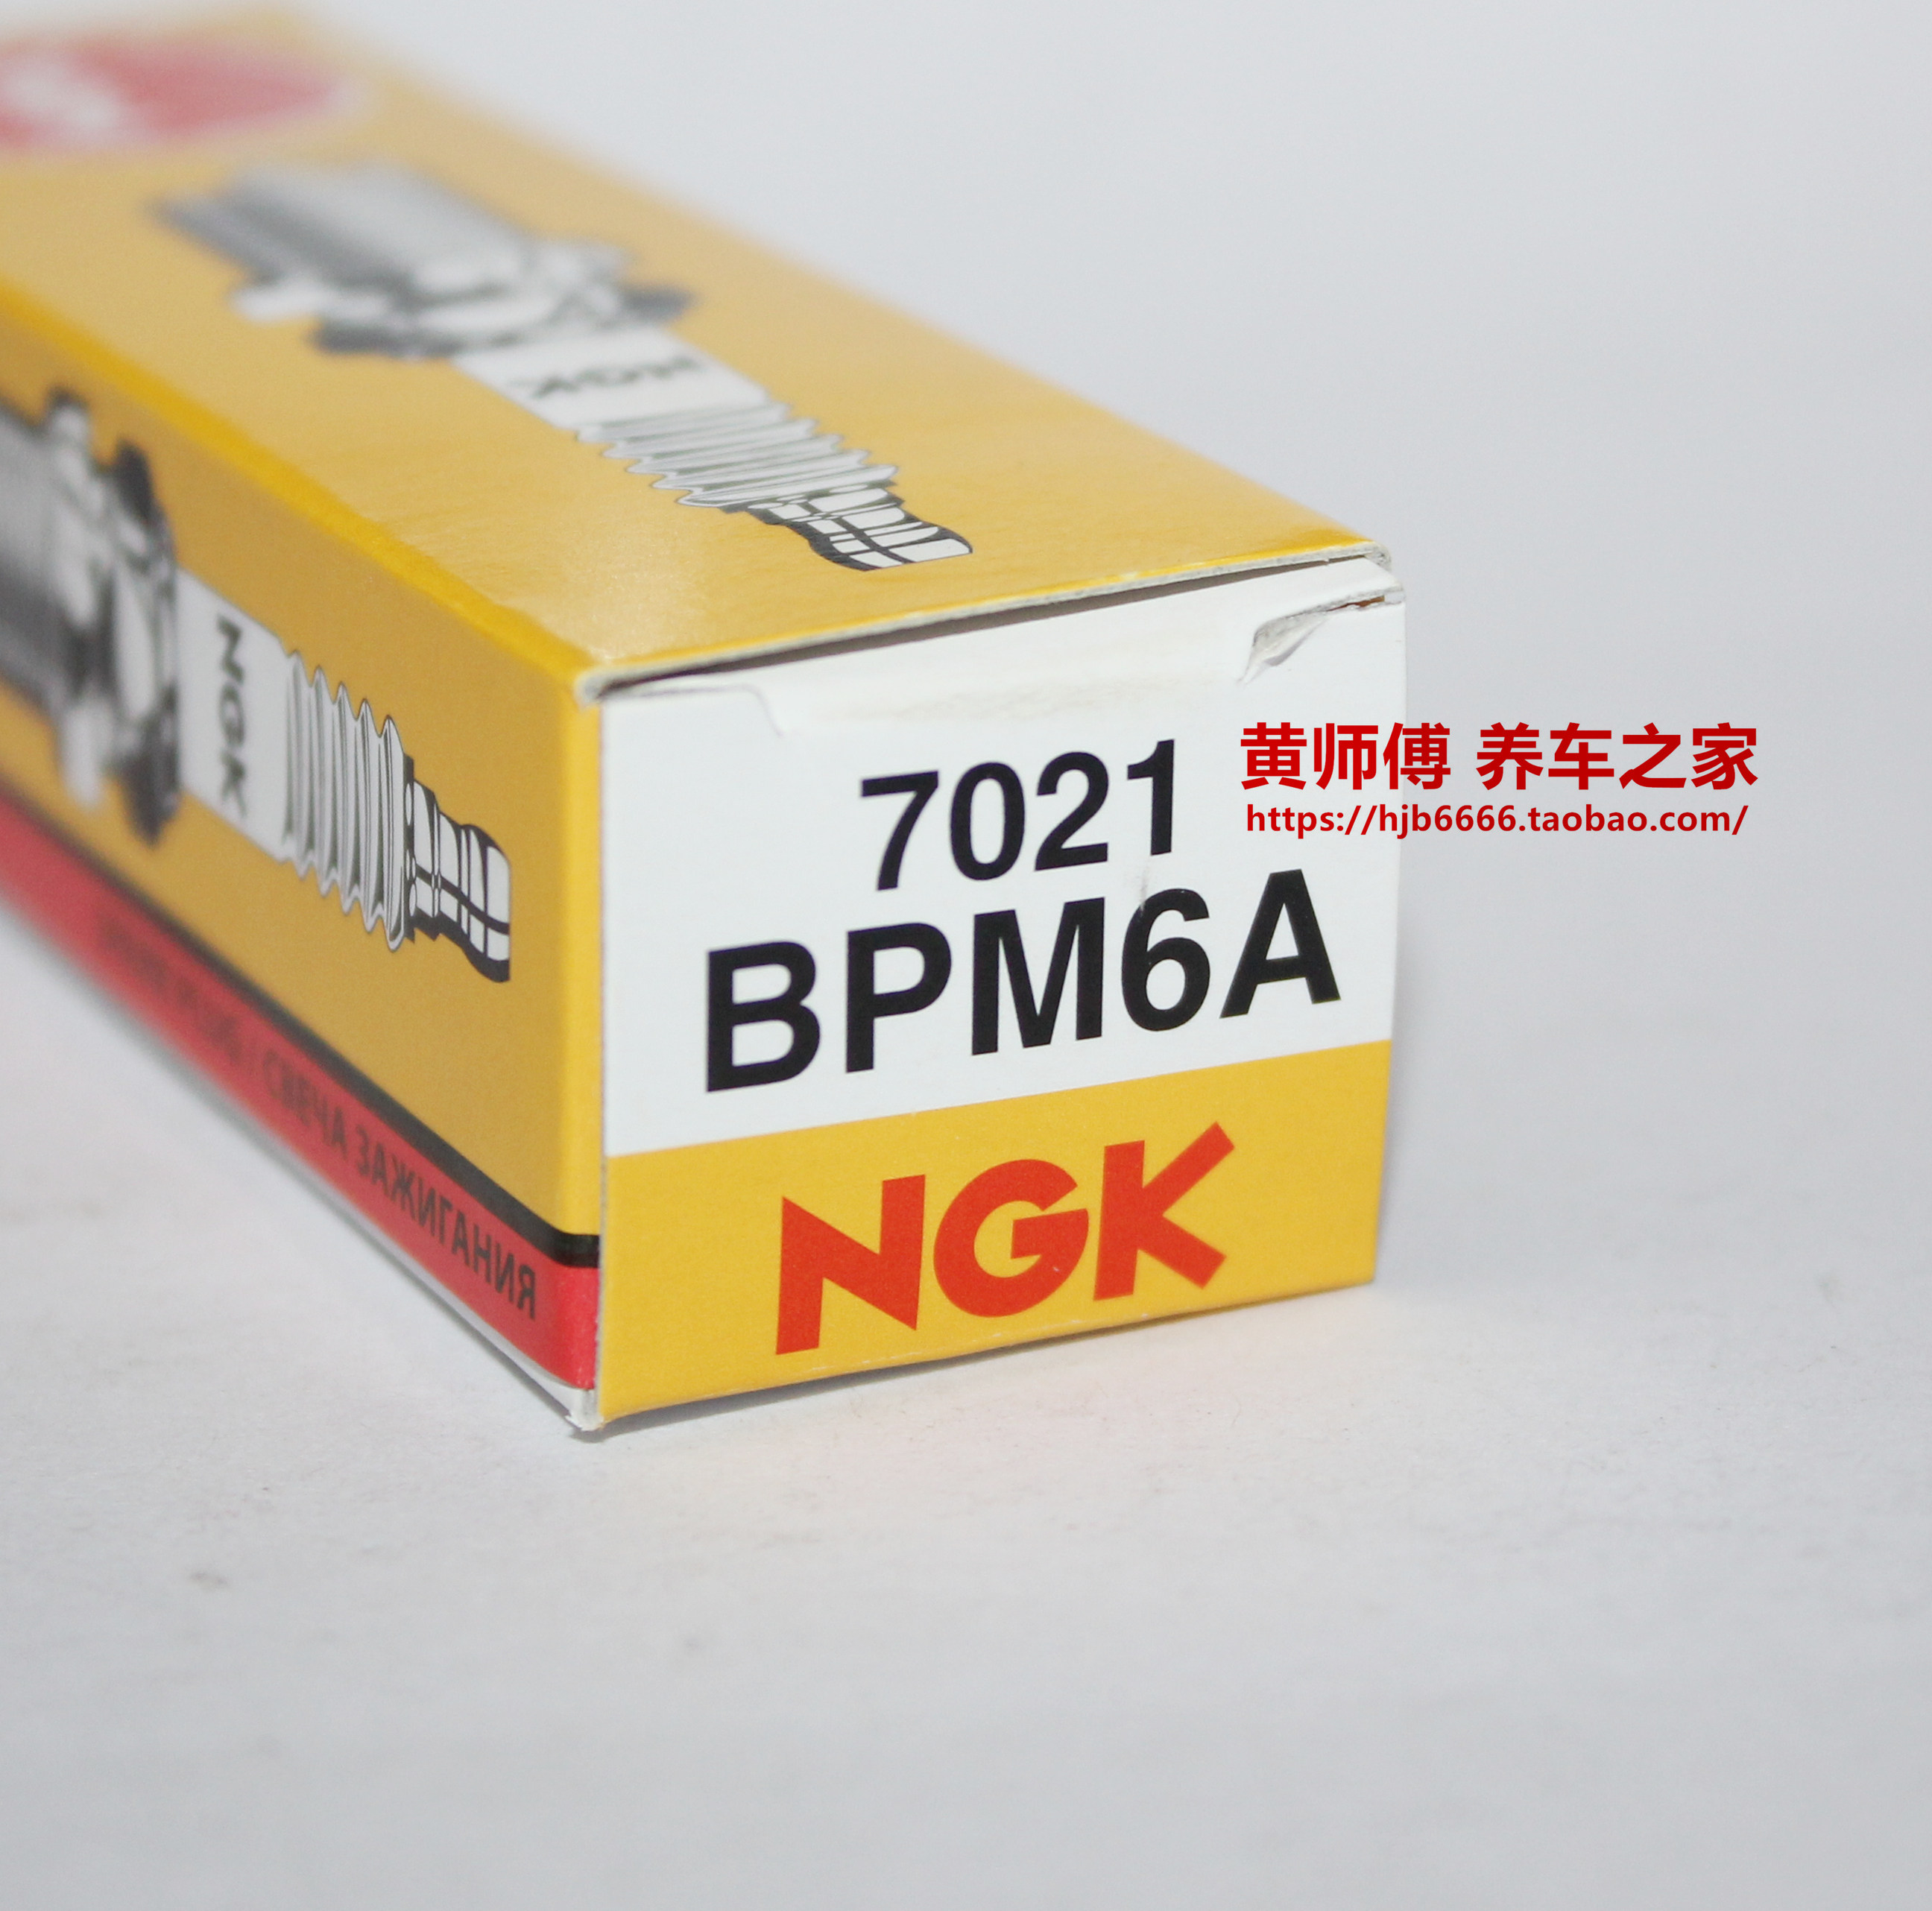 NGK
NGK
7021
BPM6A
NGK
СВЕЧА ЗАЖИГАНИЯ
黄师傅 养车之家
https://hjb6666.taobao.com/